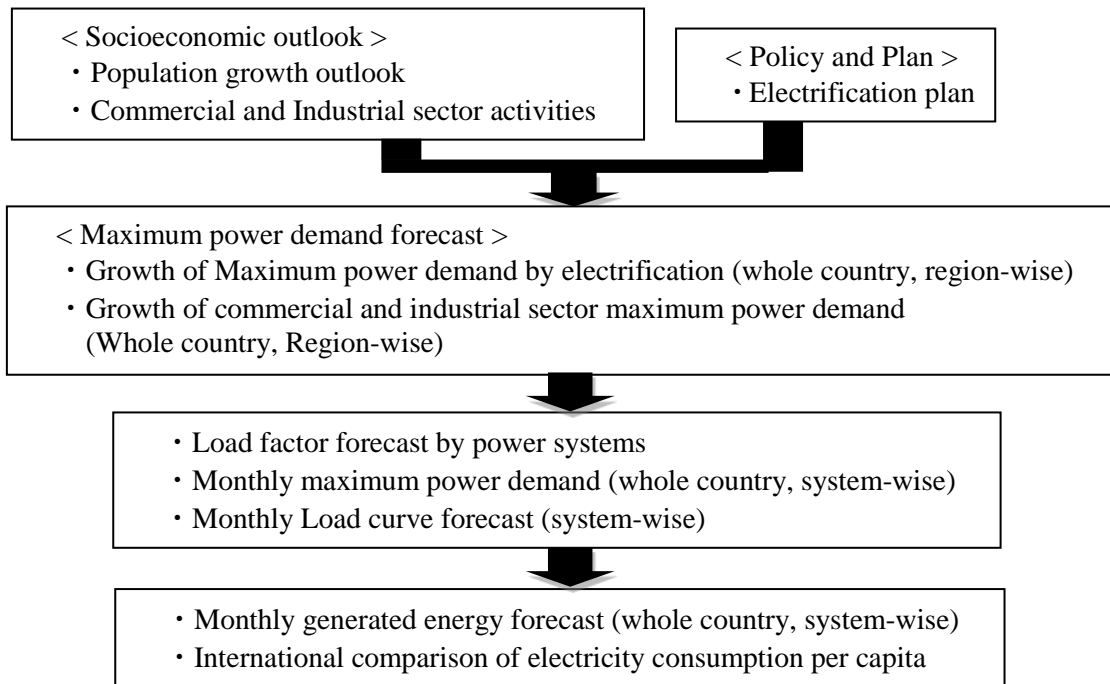 < Socioeconomic outlook >
・Population growth outlook
・Commercial and Industrial sector activities
< Policy and Plan >
・Electrification plan
< Maximum power demand forecast >
・Growth of Maximum power demand by electrification (whole country, region-wise)
・Growth of commercial and industrial sector maximum power demand
(Whole country, Region-wise)
・Load factor forecast by power systems
・Monthly maximum power demand (whole country, system-wise)
・Monthly Load curve forecast (system-wise)
・Monthly generated energy forecast (whole country, system-wise)
・International comparison of electricity consumption per capita